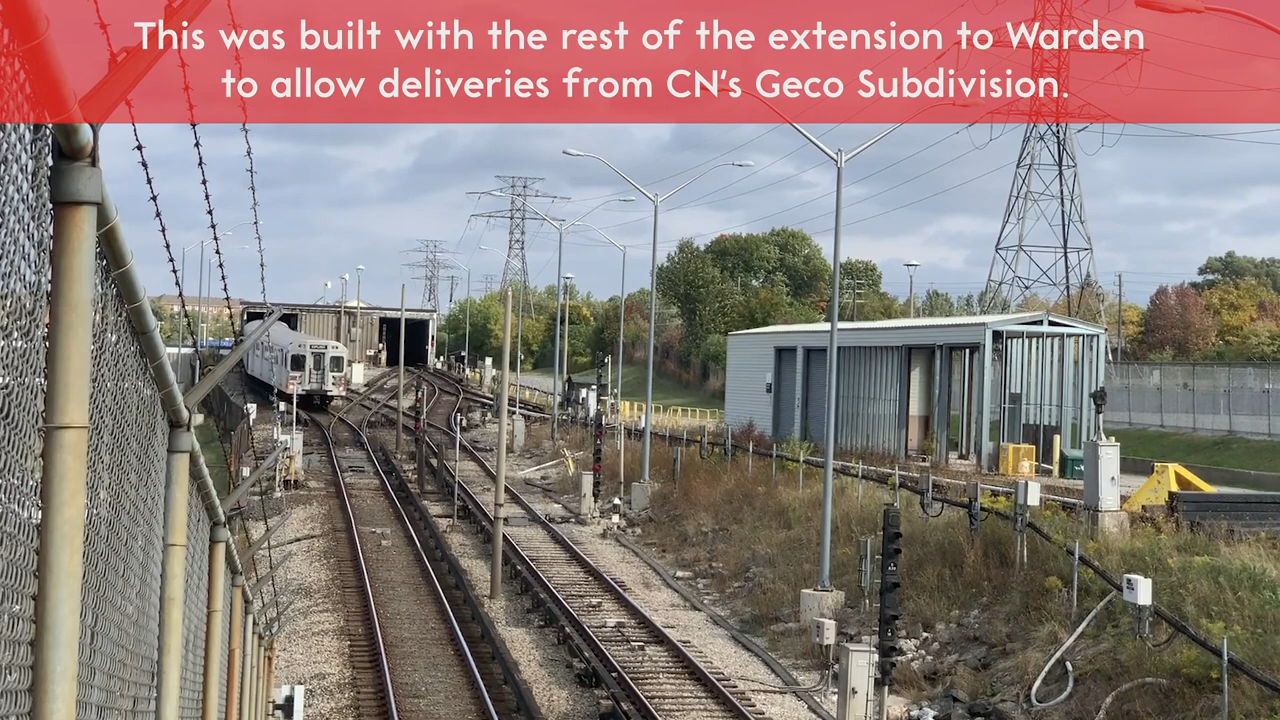 This was built with the rest of the extension to Warden
to allow deliveries from CN's Geco Subdivision.